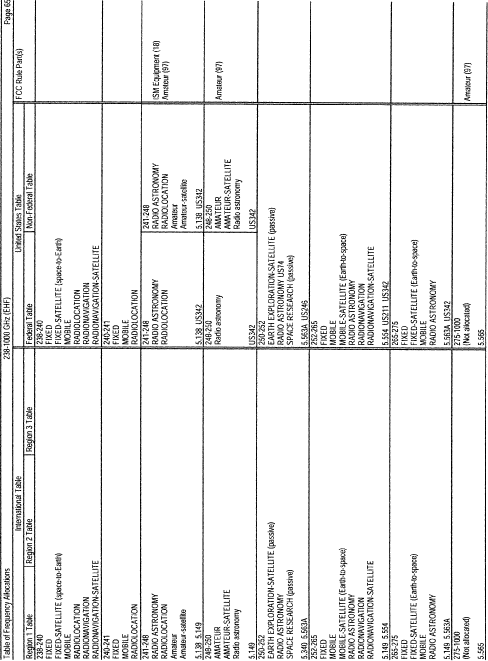 Table of Frequency Allocations 238-1000 GHz (EHF) Page 65
International Table United States Table FCC Rule Part(s)
Region 1 Table Region 2 Table Region 3 Table Federal Table Non-Federal Table
238-240
FIXED
FIXED-SATELLITE (space-to-Earth)
MOBILE
RADIOLOCATION
RADIONAVIGATION
RADIONAVIGATION-SATELLITE
238-240
FIXED
FIXED-SATELLITE (space-to-Earth)
MOBILE
RADIOLOCATION
RADIONAVIGATION
RADIONAVIGATION-SATELLITE
240-241
FIXED
MOBILE
RADIOLOCATION
240-241
FIXED
MOBILE
RADIOLOCATION
241-248
RADIO ASTRONOMY
RADIOLOCATION
Amateur
Amateur-satellite
5.138 5.149
241-248
RADIO ASTRONOMY
RADIOLOCATION
5.138 US342
241-248
RADIO ASTRONOMY
RADIOLOCATION
Amateur
Amateur-satellite
5.138 US342
ISM Equipment (18)
Amateur (97)
248-250
AMATEUR
AMATEUR-SATELLITE
Radio astronomy
5.149
248-250
Radio astronomy
US342
248-250
AMATEUR
AMATEUR-SATELLITE
Radio astronomy
US342
Amateur (97)
250-252
EARTH EXPLORATION-SATELLITE (passive)
RADIO ASTRONOMY
SPACE RESEARCH (passive)
5.340 5.563A
250-252
EARTH EXPLORATION-SATELLITE (passive)
RADIO ASTRONOMY US74
SPACE RESEARCH (passive)
5.563A US246
252-265
FIXED
MOBILE
MOBILE-SATELLITE (Earth-to-space)
RADIO ASTRONOMY
RADIONAVIGATION
RADIONAVIGATION-SATELLITE
5.149 5.554
252-265
FIXED
MOBILE
MOBILE-SATELLITE (Earth-to-space)
RADIO ASTRONOMY
RADIONAVIGATION
RADIONAVIGATION-SATELLITE
5.554 US211 US342
265-275
FIXED
FIXED-SATELLITE (Earth-to-space)
MOBILE
RADIO ASTRONOMY
5.149 5.563A
265-275
FIXED
FIXED-SATELLITE (Earth-to-space)
MOBILE
RADIO ASTRONOMY
5.563A US342
275-1000
(Not allocated)
5.565
275-1000
(Not allocated)
5.565
Amateur (97)